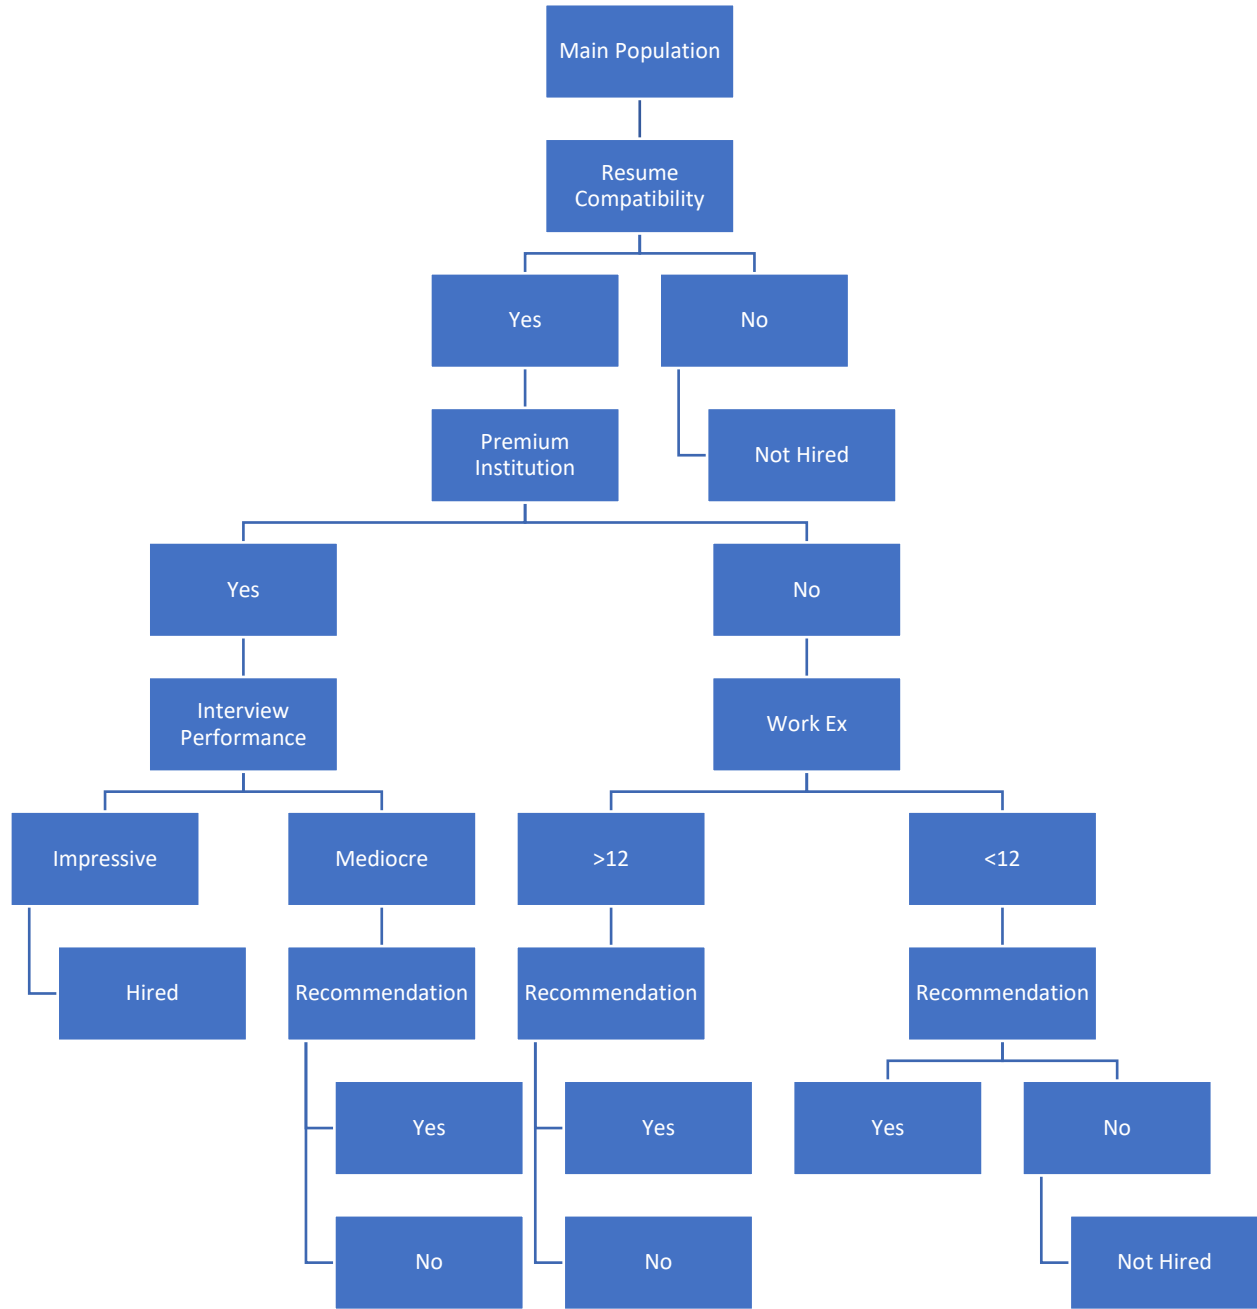 Main Population
Resume
Compatibility
Yes
No
Premium
Institution
Not Hired
Yes
No
Interview
Performance
Work Ex
Impressive
Mediocre
>12
<12
Hired
Recommendation
Recommendation
Recommendation
Yes
Yes
Yes
No
No
No
Not Hired